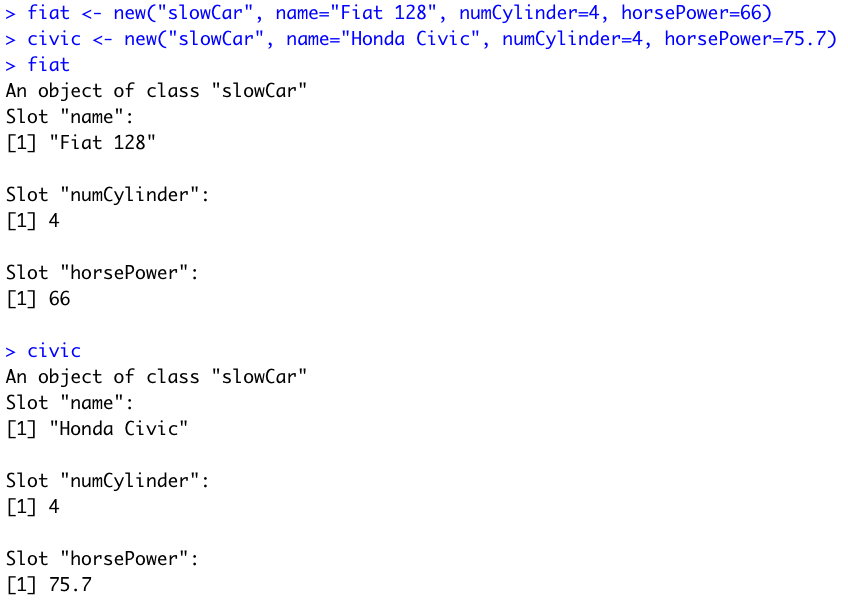 > fiat <- new("slowCar", name="Fiat 128", numCylinder=4, horsePower=66)
> civic <- new("slowCar", name="Honda Civic", numCylinder=4, horsePower=75.7)
> fiat
An object of class "slowCar"
Slot "name":
[1] "Fiat 128"

Slot "numCylinder":
[1] 4

Slot "horsePower":
[1] 66

> civic
An object of class "slowCar"
Slot "name":
[1] "Honda Civic"

Slot "numCylinder":
[1] 4

Slot "horsePower":
[1] 75.7